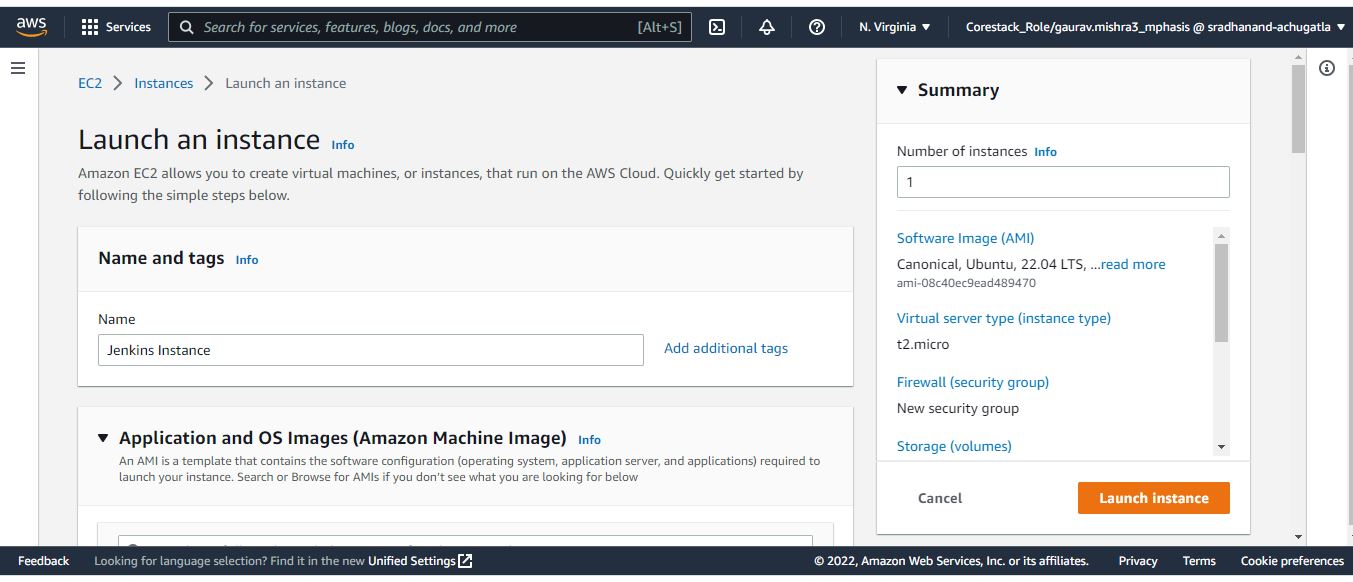 aws Services Search for services, features, blogs, docs, and more [Alt+S] N. Virginia Corestack_Role/gaurav.mishra3_mphasis @ sradhanand-achugatla
EC2 Instances Launch an instance
Launch an instance Info
Amazon EC2 allows you to create virtual machines, or instances, that run on the AWS Cloud. Quickly get started by
following the simple steps below.
Name and tags Info
Name
Jenkins Instance Add additional tags
Application and OS Images (Amazon Machine Image) Info
An AMI is a template that contains the software configuration (operating system, application server, and applications) required to
launch your instance. Search or Browse for AMIs if you don't see what you are looking for below
Summary
Number of instances Info
1
Software Image (AMI)
Canonical, Ubuntu, 22.04 LTS, ...read more
ami-08c40ec9ead489470
Virtual server type (instance type)
t2.micro
Firewall (security group)
New security group
Storage (volumes)
Cancel Launch instance
Feedback Looking for language selection? Find it in the new Unified Settings © 2022, Amazon Web Services, Inc. or its affiliates. Privacy Terms Cookie preferences